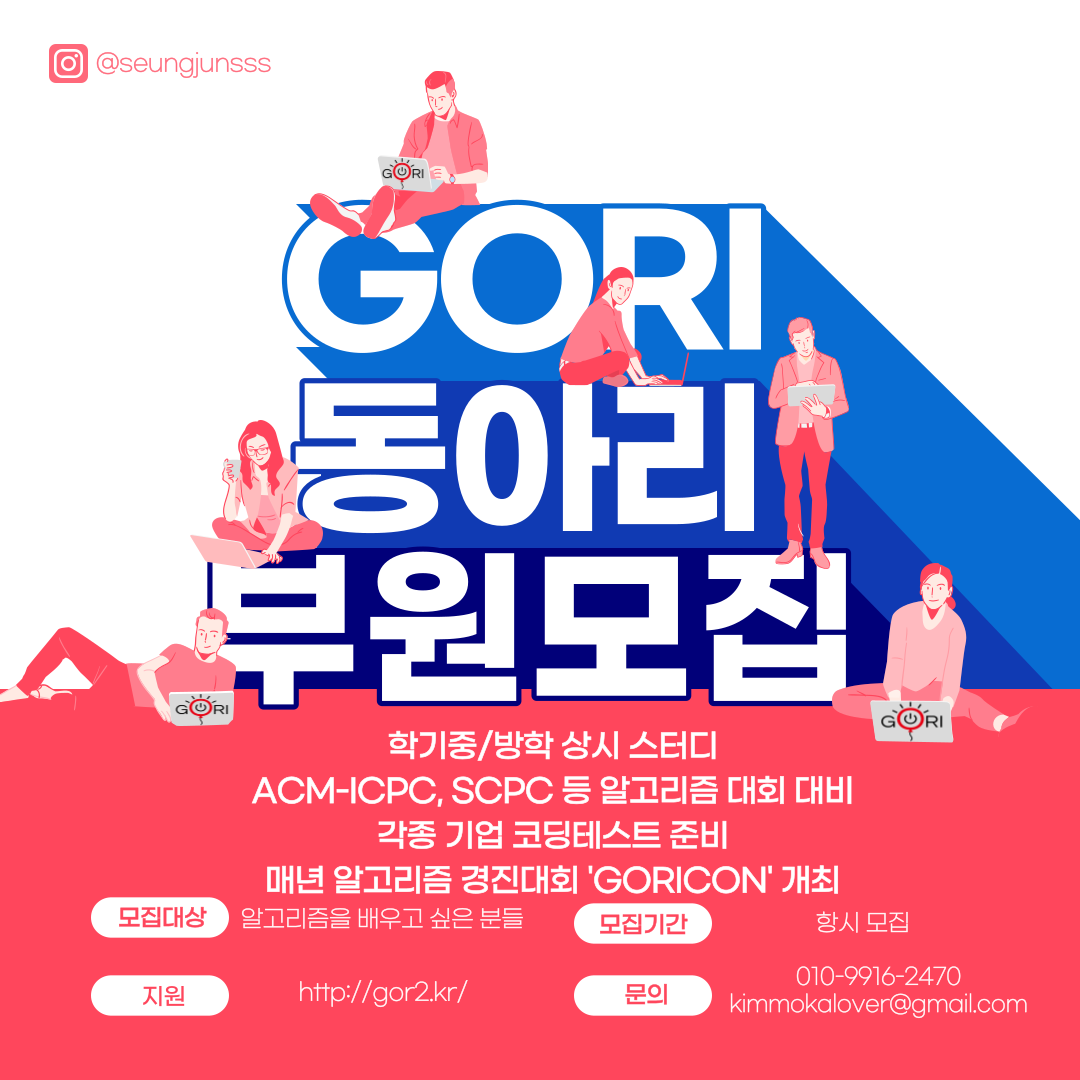 @seungjunsss
GORI
GORI
동아리
부원모집
GORI
GORI
학기중/방학 상시 스터디
ACM-ICPC, SCPC 등 알고리즘 대회 대비
각종 기업 코딩테스트 준비
매년 알고리즘 경진대회 'GORICON' 개최
모집대상 알고리즘을 배우고 싶은 분들
모집기간 항시 모집
지원 http://gor2.kr/
문의 010-9916-2470
kimmokalover@gmail.com